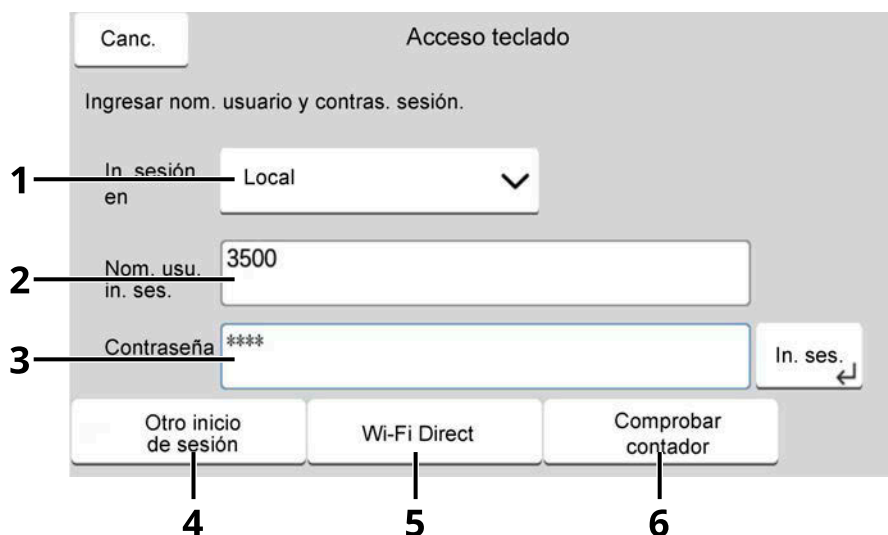 Canc.
Acceso teclado
Ingresar nom. usuario y contras. sesión.
1
In. sesión
en
Local
2
Nom. usu.
in. ses.
3500
3
Contraseña
****
In. ses.
Otro inicio
de sesión
Wi-Fi Direct
Comprobar
contador
4
5
6